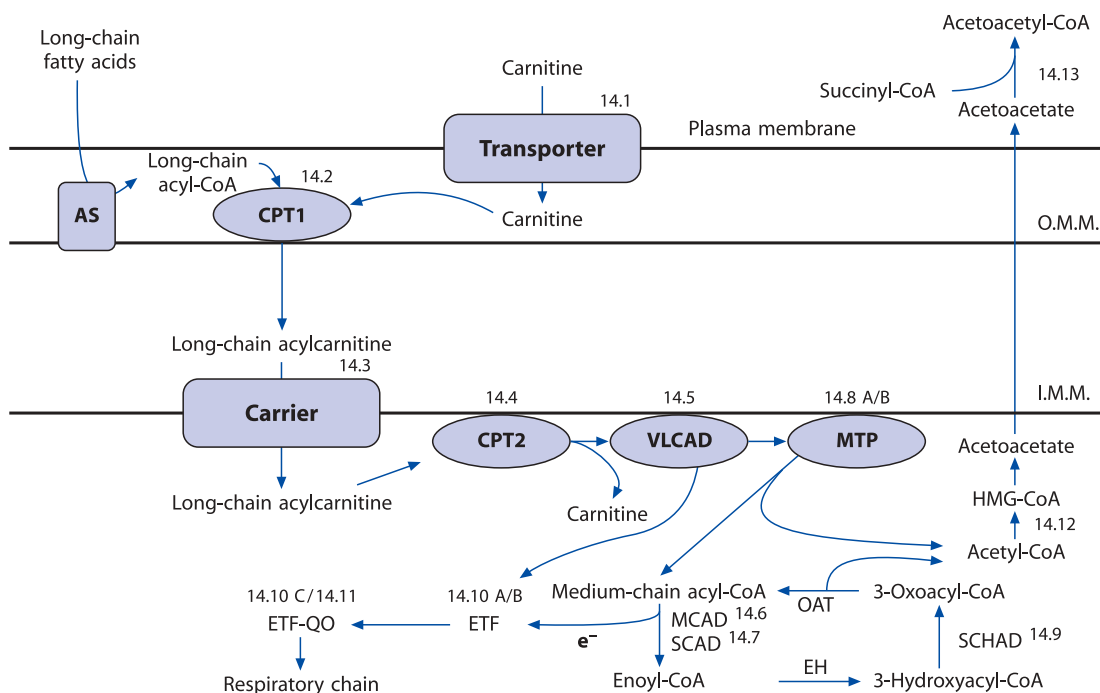 Long-chain
fatty acids
Carnitine
14.1
Transporter
Plasma membrane
Acetoacetyl-CoA
14.13
Succinyl-CoA
Acetoacetate
AS
Long-chain
acyl-CoA
14.2
CPT1
Carnitine
O.M.M.
Long-chain acylcarnitine
14.3
Carrier
I.M.M.
14.4
CPT2
14.5
VLCAD
14.8 A/B
MTP
Long-chain acylcarnitine
Carnitine
Acetoacetate
HMG-CoA
14.12
Acetyl-CoA
14.10 C/14.11
ETF-QO
14.10 A/B
ETF
e–
Medium-chain acyl-CoA
MCAD 14.6
SCAD 14.7
OAT
3-Oxoacyl-CoA
SCHAD 14.9
Respiratory chain
Enoyl-CoA
EH
3-Hydroxyacyl-CoA